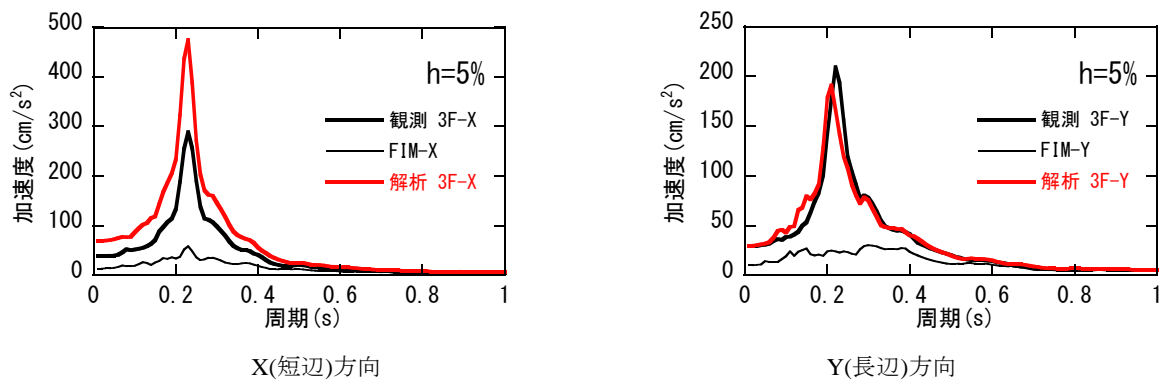 加速度(cm/s²)
500
400
300
200
100
0
h=5%
観測 3F-X
FIM-X
解析 3F-X
0 0.2 0.4 0.6 0.8 1
周期(s)
X(短辺)方向
加速度(cm/s²)
250
200
150
100
50
0
h=5%
観測 3F-Y
FIM-Y
解析 3F-Y
0 0.2 0.4 0.6 0.8 1
周期(s)
Y(長辺)方向